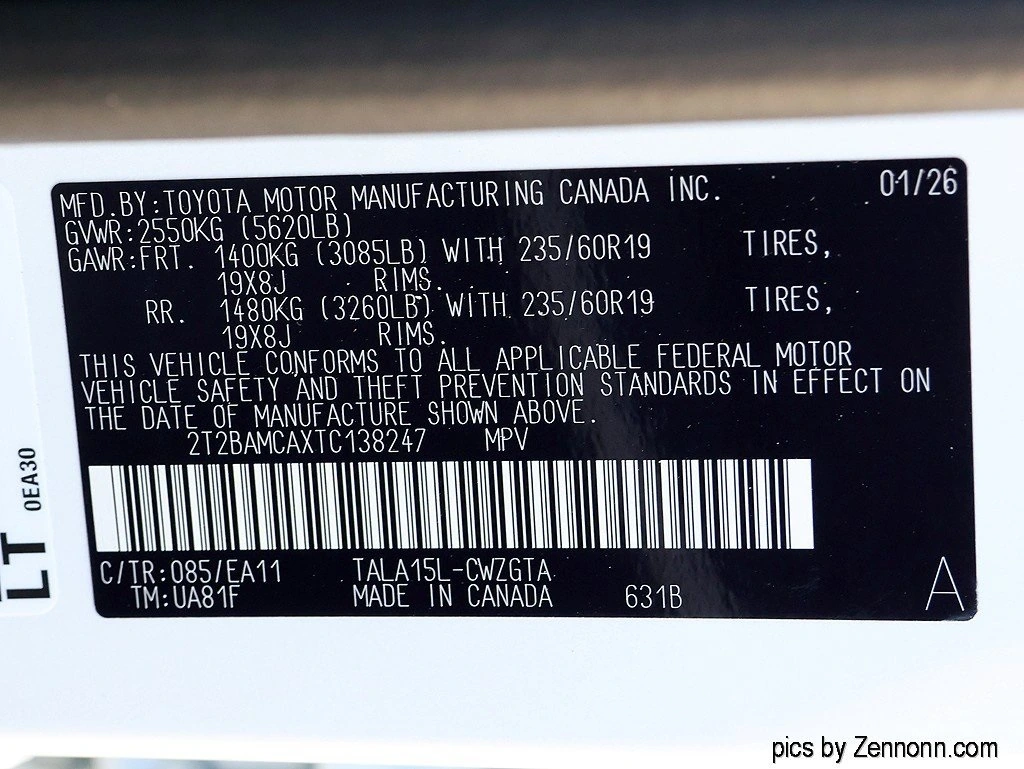 MFD.BY:TOYOTA MOTOR MANUFACTURING CANADA INC. 01/26
GVWR:2550KG (5620LB)
GAWR:FRT. 1400KG (3085LB) WITH 235/60R19 TIRES,
19X8J RIMS.
RR. 1480KG (3260LB) WITH 235/60R19 TIRES,
19X8J RIMS.
THIS VEHICLE CONFORMS TO ALL APPLICABLE FEDERAL MOTOR
VEHICLE SAFETY AND THEFT PREVENTION STANDARDS IN EFFECT ON
THE DATE OF MANUFACTURE SHOWN ABOVE.
2T2BAMCAXTC138247 MPV
C/TR:085/EA11 TALA15L-CWZGTA
TM:UA81F MADE IN CANADA 631B
A
0EA30
LT
pics by Zennonn.com